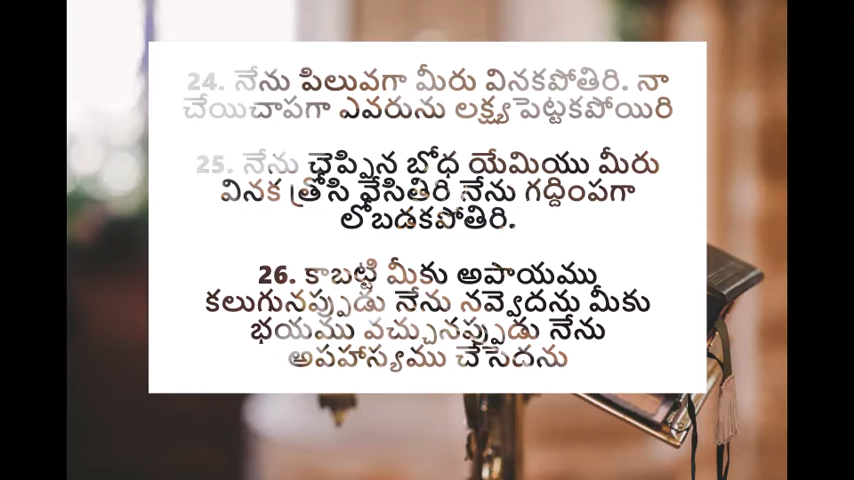 24. నేను పిలువగా మీరు వినకపోతిరి. నా
చేయిచాపగా ఎవరును లక్ష్యపెట్టకపోయిరి
25. నేను ఛెప్పిన బోధ యేమియు మీరు
వినక త్రోసి వేసితిరి నేను గద్దింపగా
లోబడకపోతిరి.
26. కాబట్టి మీకు అపాయము
కలుగునప్పుడు నేను నవ్వెదను మీకు
భయము వచ్చునప్పుడు నేను
అపహాస్యము చేసెదను